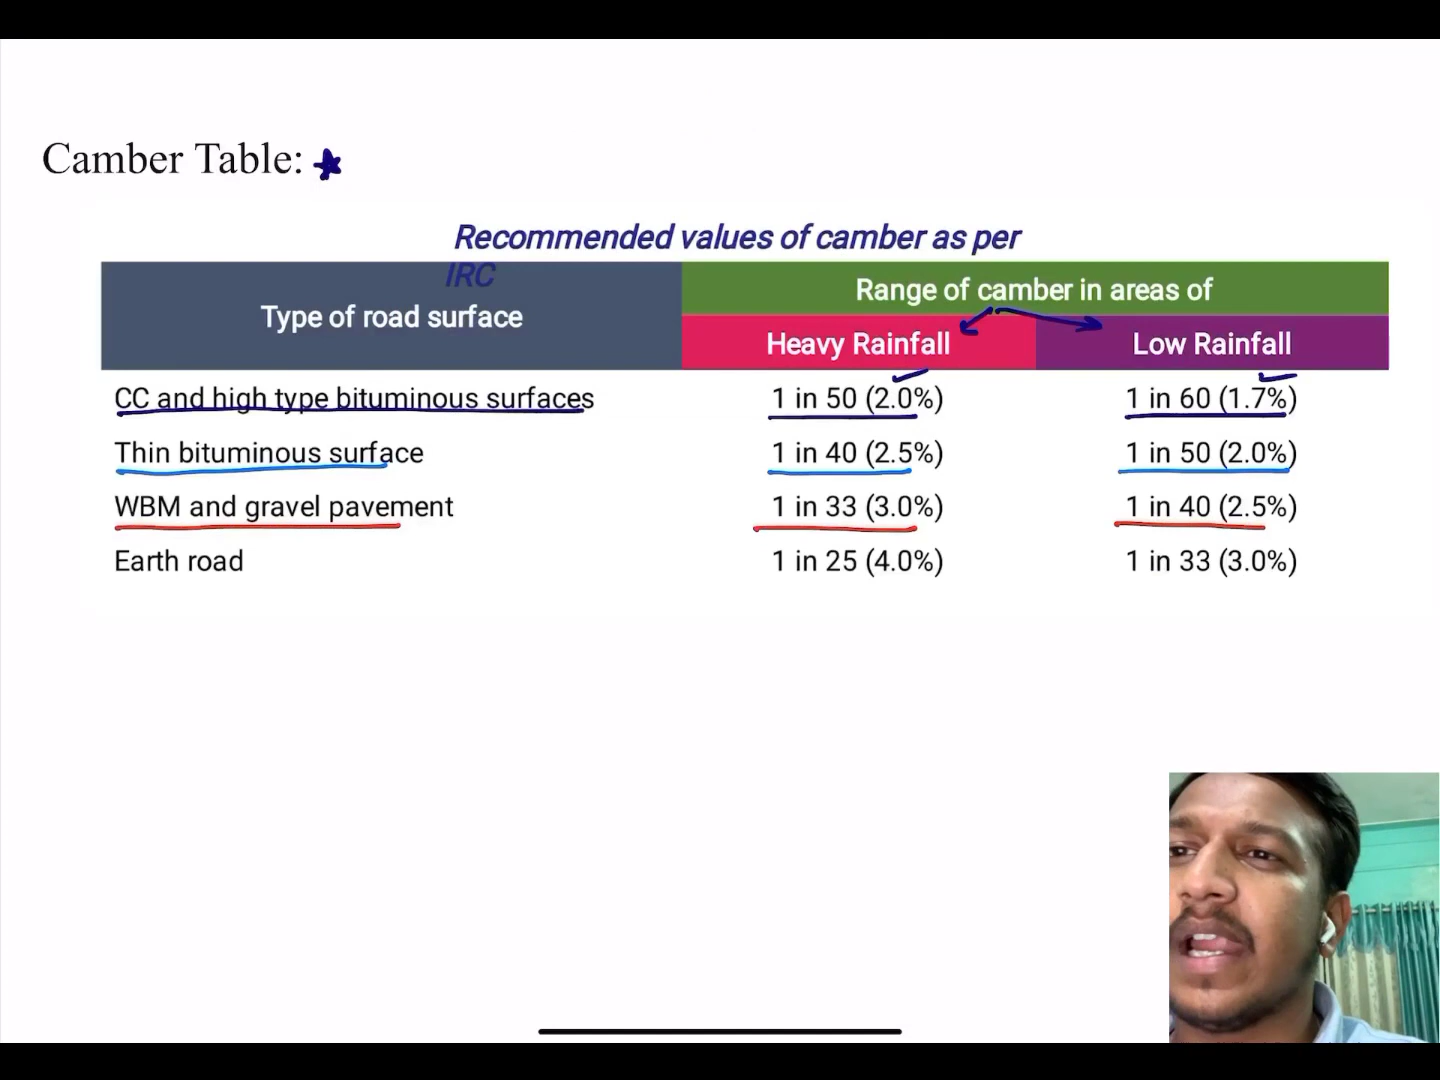 Camber Table:
Recommended values of camber as per
IRC
Type of road surface
Range of camber in areas of
Heavy Rainfall Low Rainfall
CC and high type bituminous surfaces 1 in 50 (2.0%) 1 in 60 (1.7%)
Thin bituminous surface 1 in 40 (2.5%) 1 in 50 (2.0%)
WBM and gravel pavement 1 in 33 (3.0%) 1 in 40 (2.5%)
Earth road 1 in 25 (4.0%) 1 in 33 (3.0%)